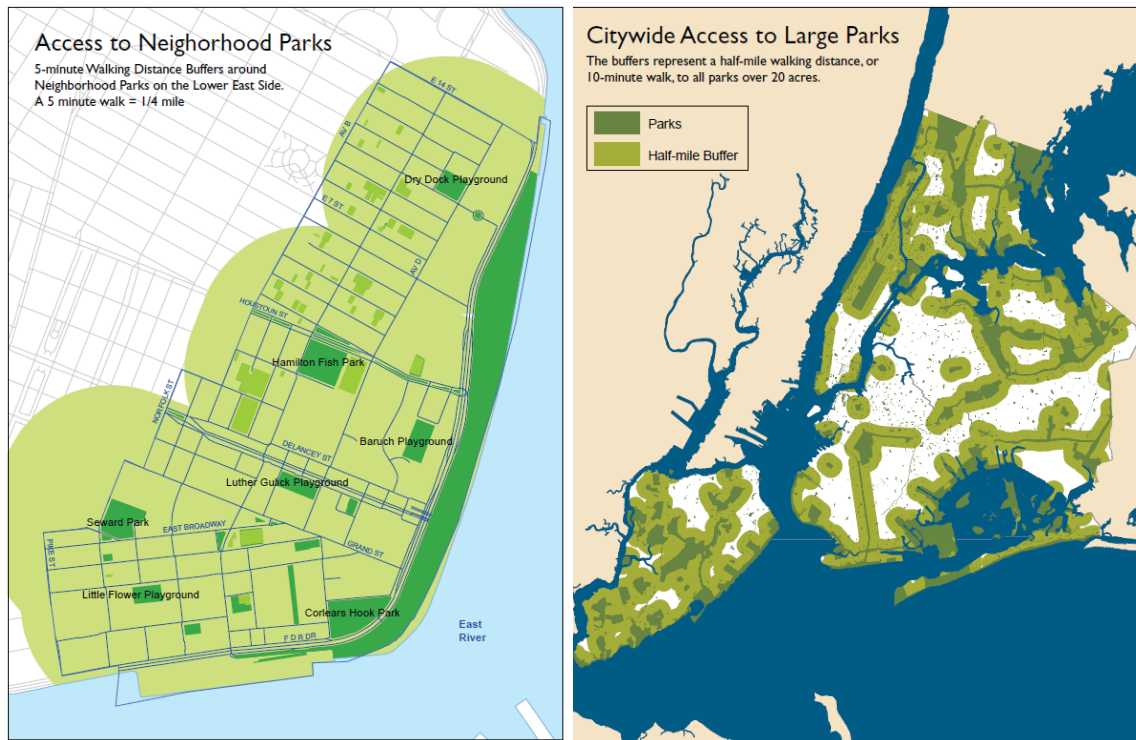 Access to Neighorhood Parks
5-minute Walking Distance Buffers around
Neighborhood Parks on the Lower East Side.
A 5 minute walk = 1/4 mile
E 14 ST
AV B
Dry Dock Playground
E 7 ST
AV D
HOUSTOUN ST
Hamilton Fish Park
NORFOLK ST
Baruch Playground
DELANCEY ST
Luther Gulick Playground
Seward Park
EAST BROADWAY
GRAND ST
PIKE ST
Little Flower Playground
Corlears Hook Park
F D R DR
East
River
Citywide Access to Large Parks
The buffers represent a half-mile walking distance, or
10-minute walk, to all parks over 20 acres.
Parks
Half-mile Buffer